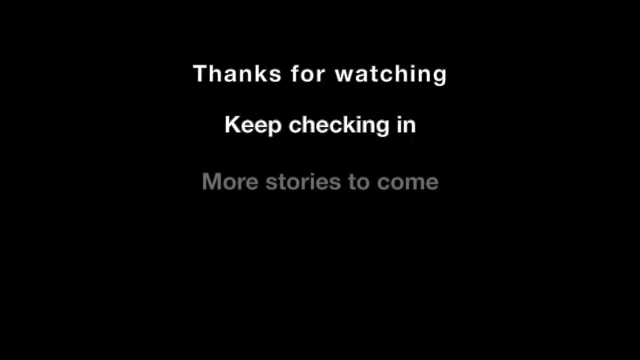 Thanks for watching
Keep checking in
More stories to come